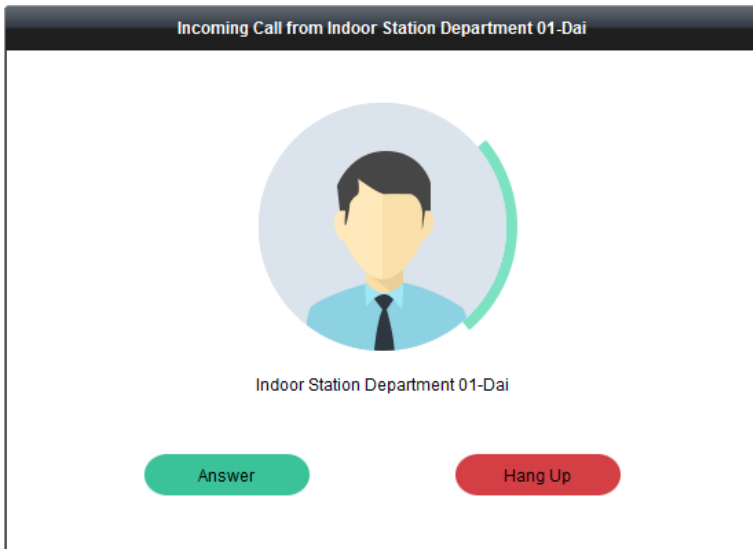 Incoming Call from Indoor Station Department 01-Dai
Indoor Station Department 01-Dai
Answer
Hang Up